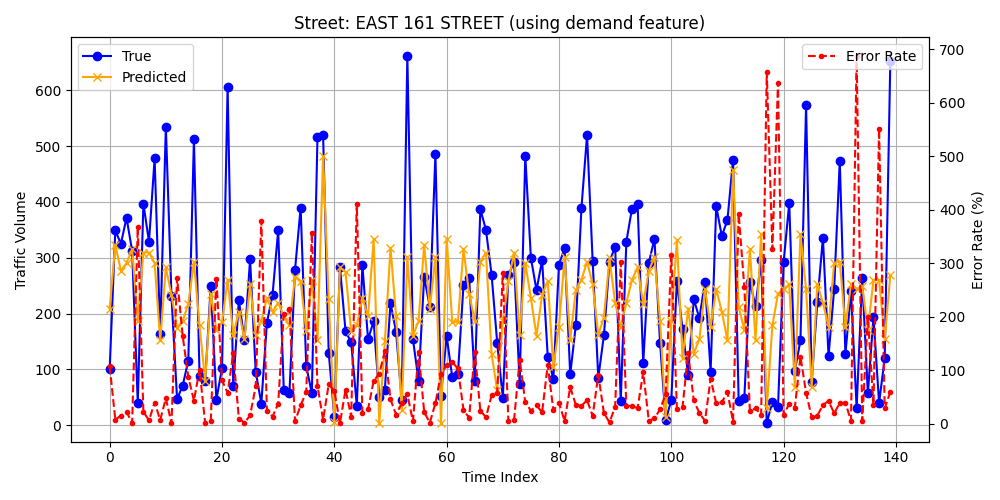 Street: EAST 161 STREET (using demand feature)
True
Predicted
Error Rate
Traffic Volume
0
100
200
300
400
500
600
0
100
200
300
400
500
600
700
Error Rate (%)
0 20 40 60 80 100 120 140
Time Index